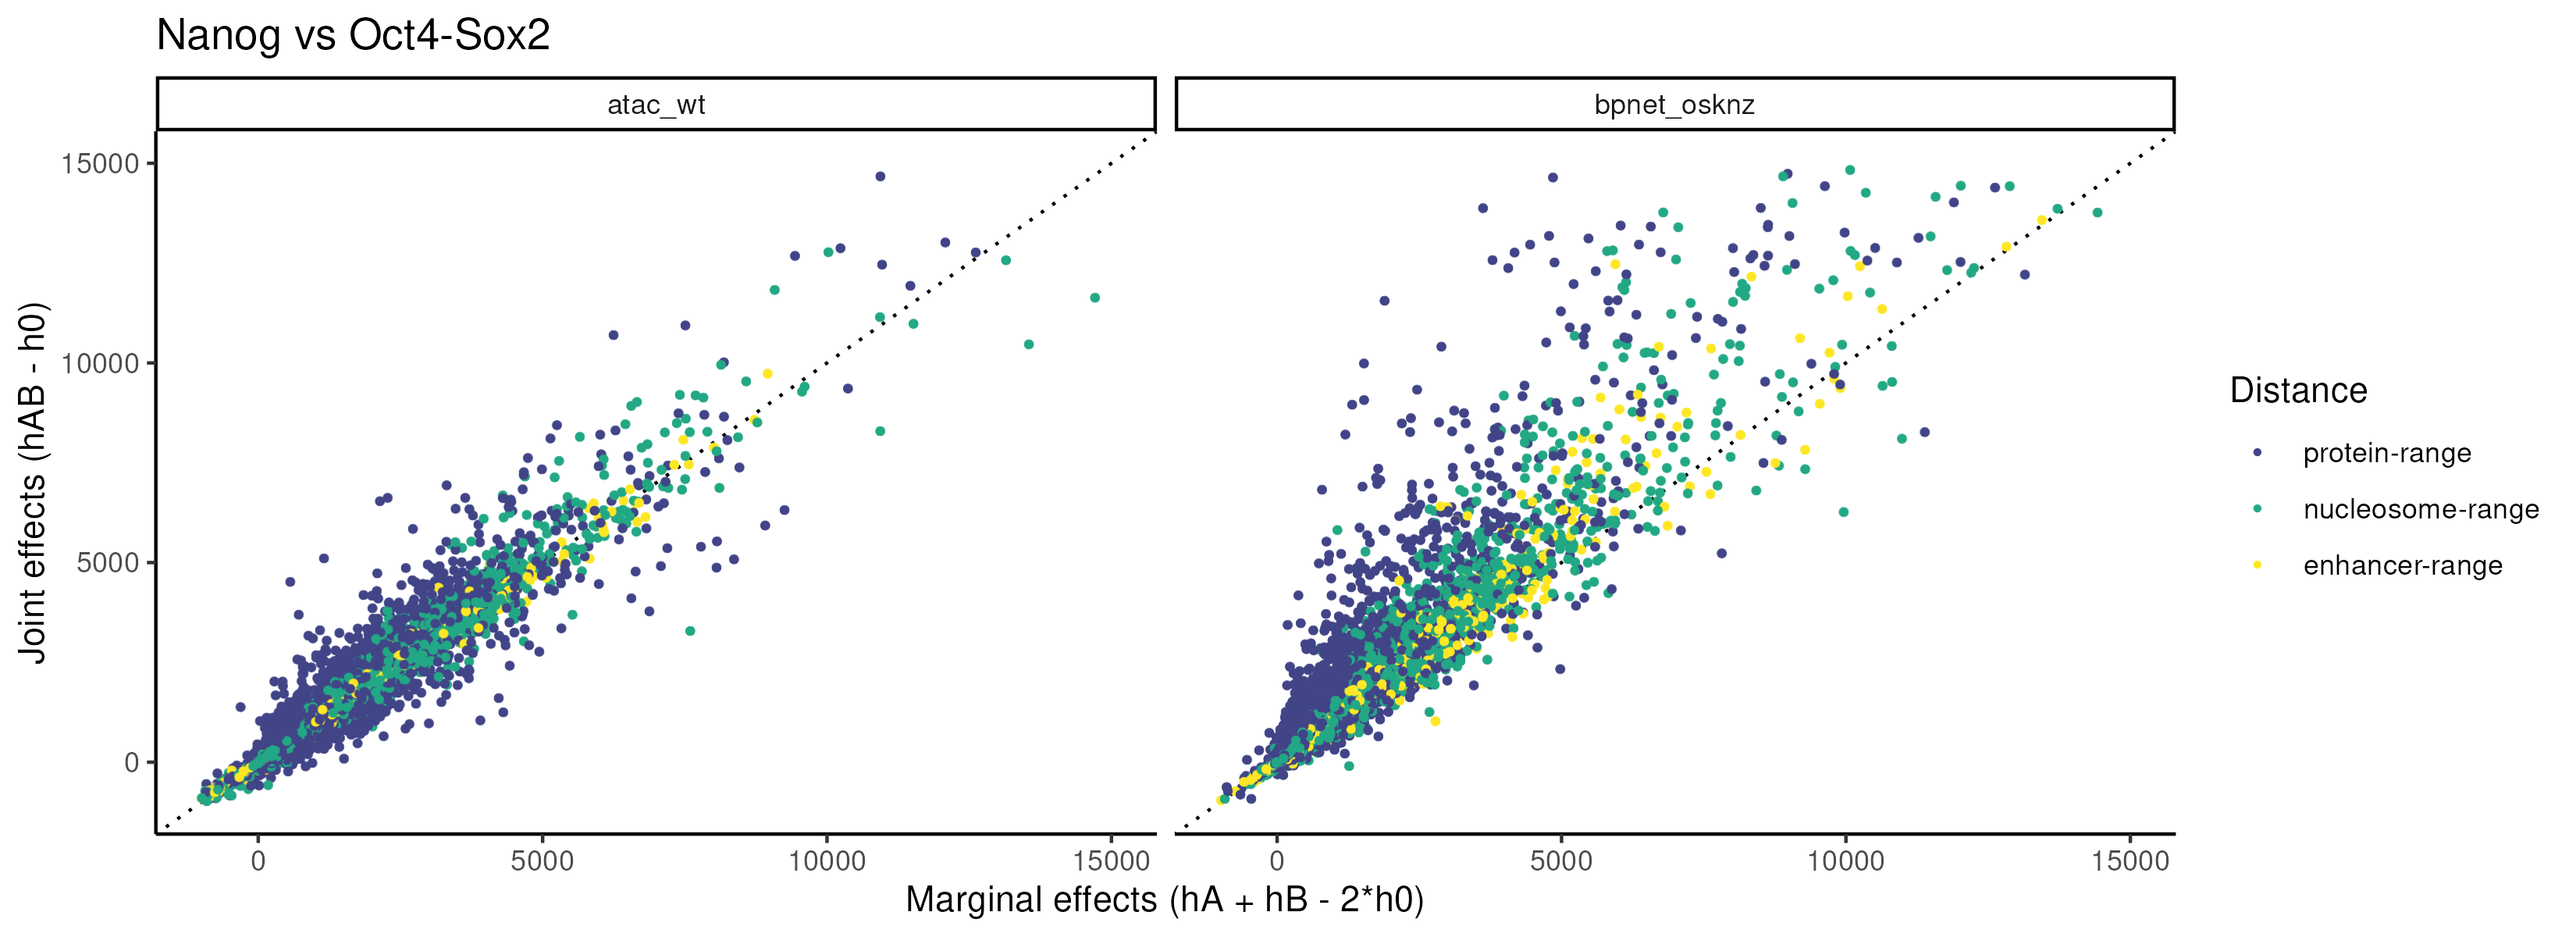 Nanog vs Oct4-Sox2
atac_wt
bpnet_osknz
15000
10000
5000
0
Joint effects (hAB - h0)
0
5000
10000
15000
0
5000
10000
15000
Marginal effects (hA + hB - 2*h0)
Distance
protein-range
nucleosome-range
enhancer-range